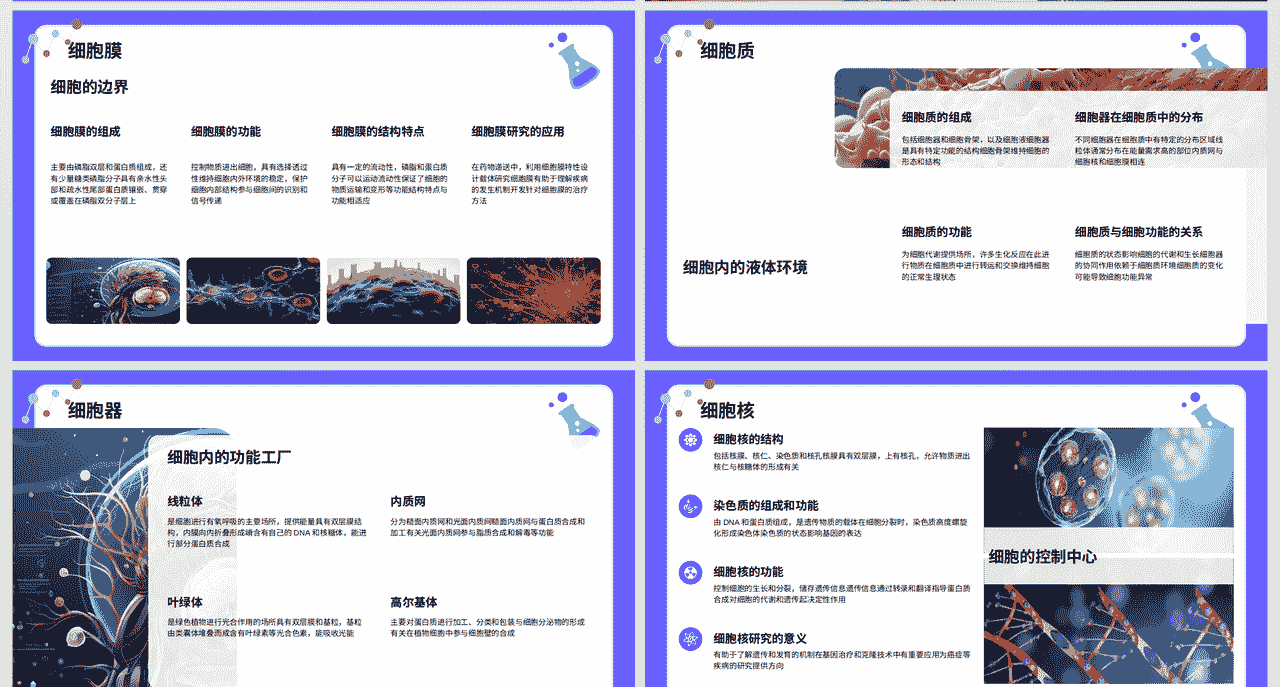 细胞膜
细胞的边界
细胞膜的组成
主要由磷脂双层和蛋白质组成，还
有少量糖类磷脂分子具有亲水性头
部和疏水性尾部蛋白质镶嵌、贯穿
或覆盖在磷脂双分子层上
细胞膜的功能
控制物质进出细胞，具有选择透过
性维持细胞内外环境的稳定，保护
细胞内部结构参与细胞间的识别和
信号传递
细胞膜的结构特点
具有一定的流动性，磷脂和蛋白质
分子可以运动流动性保证了细胞的
物质运输和变形等功能结构特点与
功能相适应
细胞膜研究的应用
在药物递送中，利用细胞膜特性设
计载体研究细胞膜有助于理解疾病
的发生机制开发针对细胞膜的治疗
方法
细胞质
细胞质的组成
包括细胞器和细胞骨架，以及细胞液细胞器
是具有特定功能的结构细胞骨架维持细胞的
形态和结构
细胞器在细胞质中的分布
不同细胞器在细胞质中有特定的分布区域线
粒体通常分布在能量需求高的部位内质网与
细胞核和细胞膜相连
细胞内的液体环境
细胞质的功能
为细胞代谢提供场所，许多生化反应在此进
行物质在细胞质中进行转运和交换维持细胞
的正常生理状态
细胞质与细胞功能的关系
细胞质的状态影响细胞的代谢和生长细胞器
的协同作用依赖于细胞质环境细胞质的变化
可能导致细胞功能异常
细胞器
细胞内的功能工厂
线粒体
是细胞进行有氧呼吸的主要场所，提供能量具有双层膜结
构，内膜向内折叠形成嵴含有自己的 DNA 和核糖体，能进
行部分蛋白质合成
内质网
分为糙面内质网和光面内质网糙面内质网与蛋白质合成和
加工有关光面内质网参与脂质合成和解毒等功能
叶绿体
是绿色植物进行光合作用的场所具有双层膜和基粒，基粒
由类囊体堆叠而成含有叶绿素等光合色素，能吸收光能
高尔基体
主要对蛋白质进行加工、分类和包装与细胞分泌物的形成
有关在植物细胞中参与细胞壁的合成
细胞核
细胞核的结构
包括核膜、核仁、染色质和核孔核膜具有双层膜，上有核孔，允许物质进出
核仁与核糖体的形成有关
染色质的组成和功能
由 DNA 和蛋白质组成，是遗传物质的载体在细胞分裂时，染色质高度螺旋
化形成染色体染色质的状态影响基因的表达
细胞核的功能
控制细胞的生长和分裂，储存遗传信息遗传信息通过转录和翻译指导蛋白质
合成对细胞的代谢和遗传起决定性作用
细胞核研究的意义
有助于了解遗传和发育的机制在基因治疗和克隆技术中有重要应用为癌症等
疾病的研究提供方向
细胞的控制中心